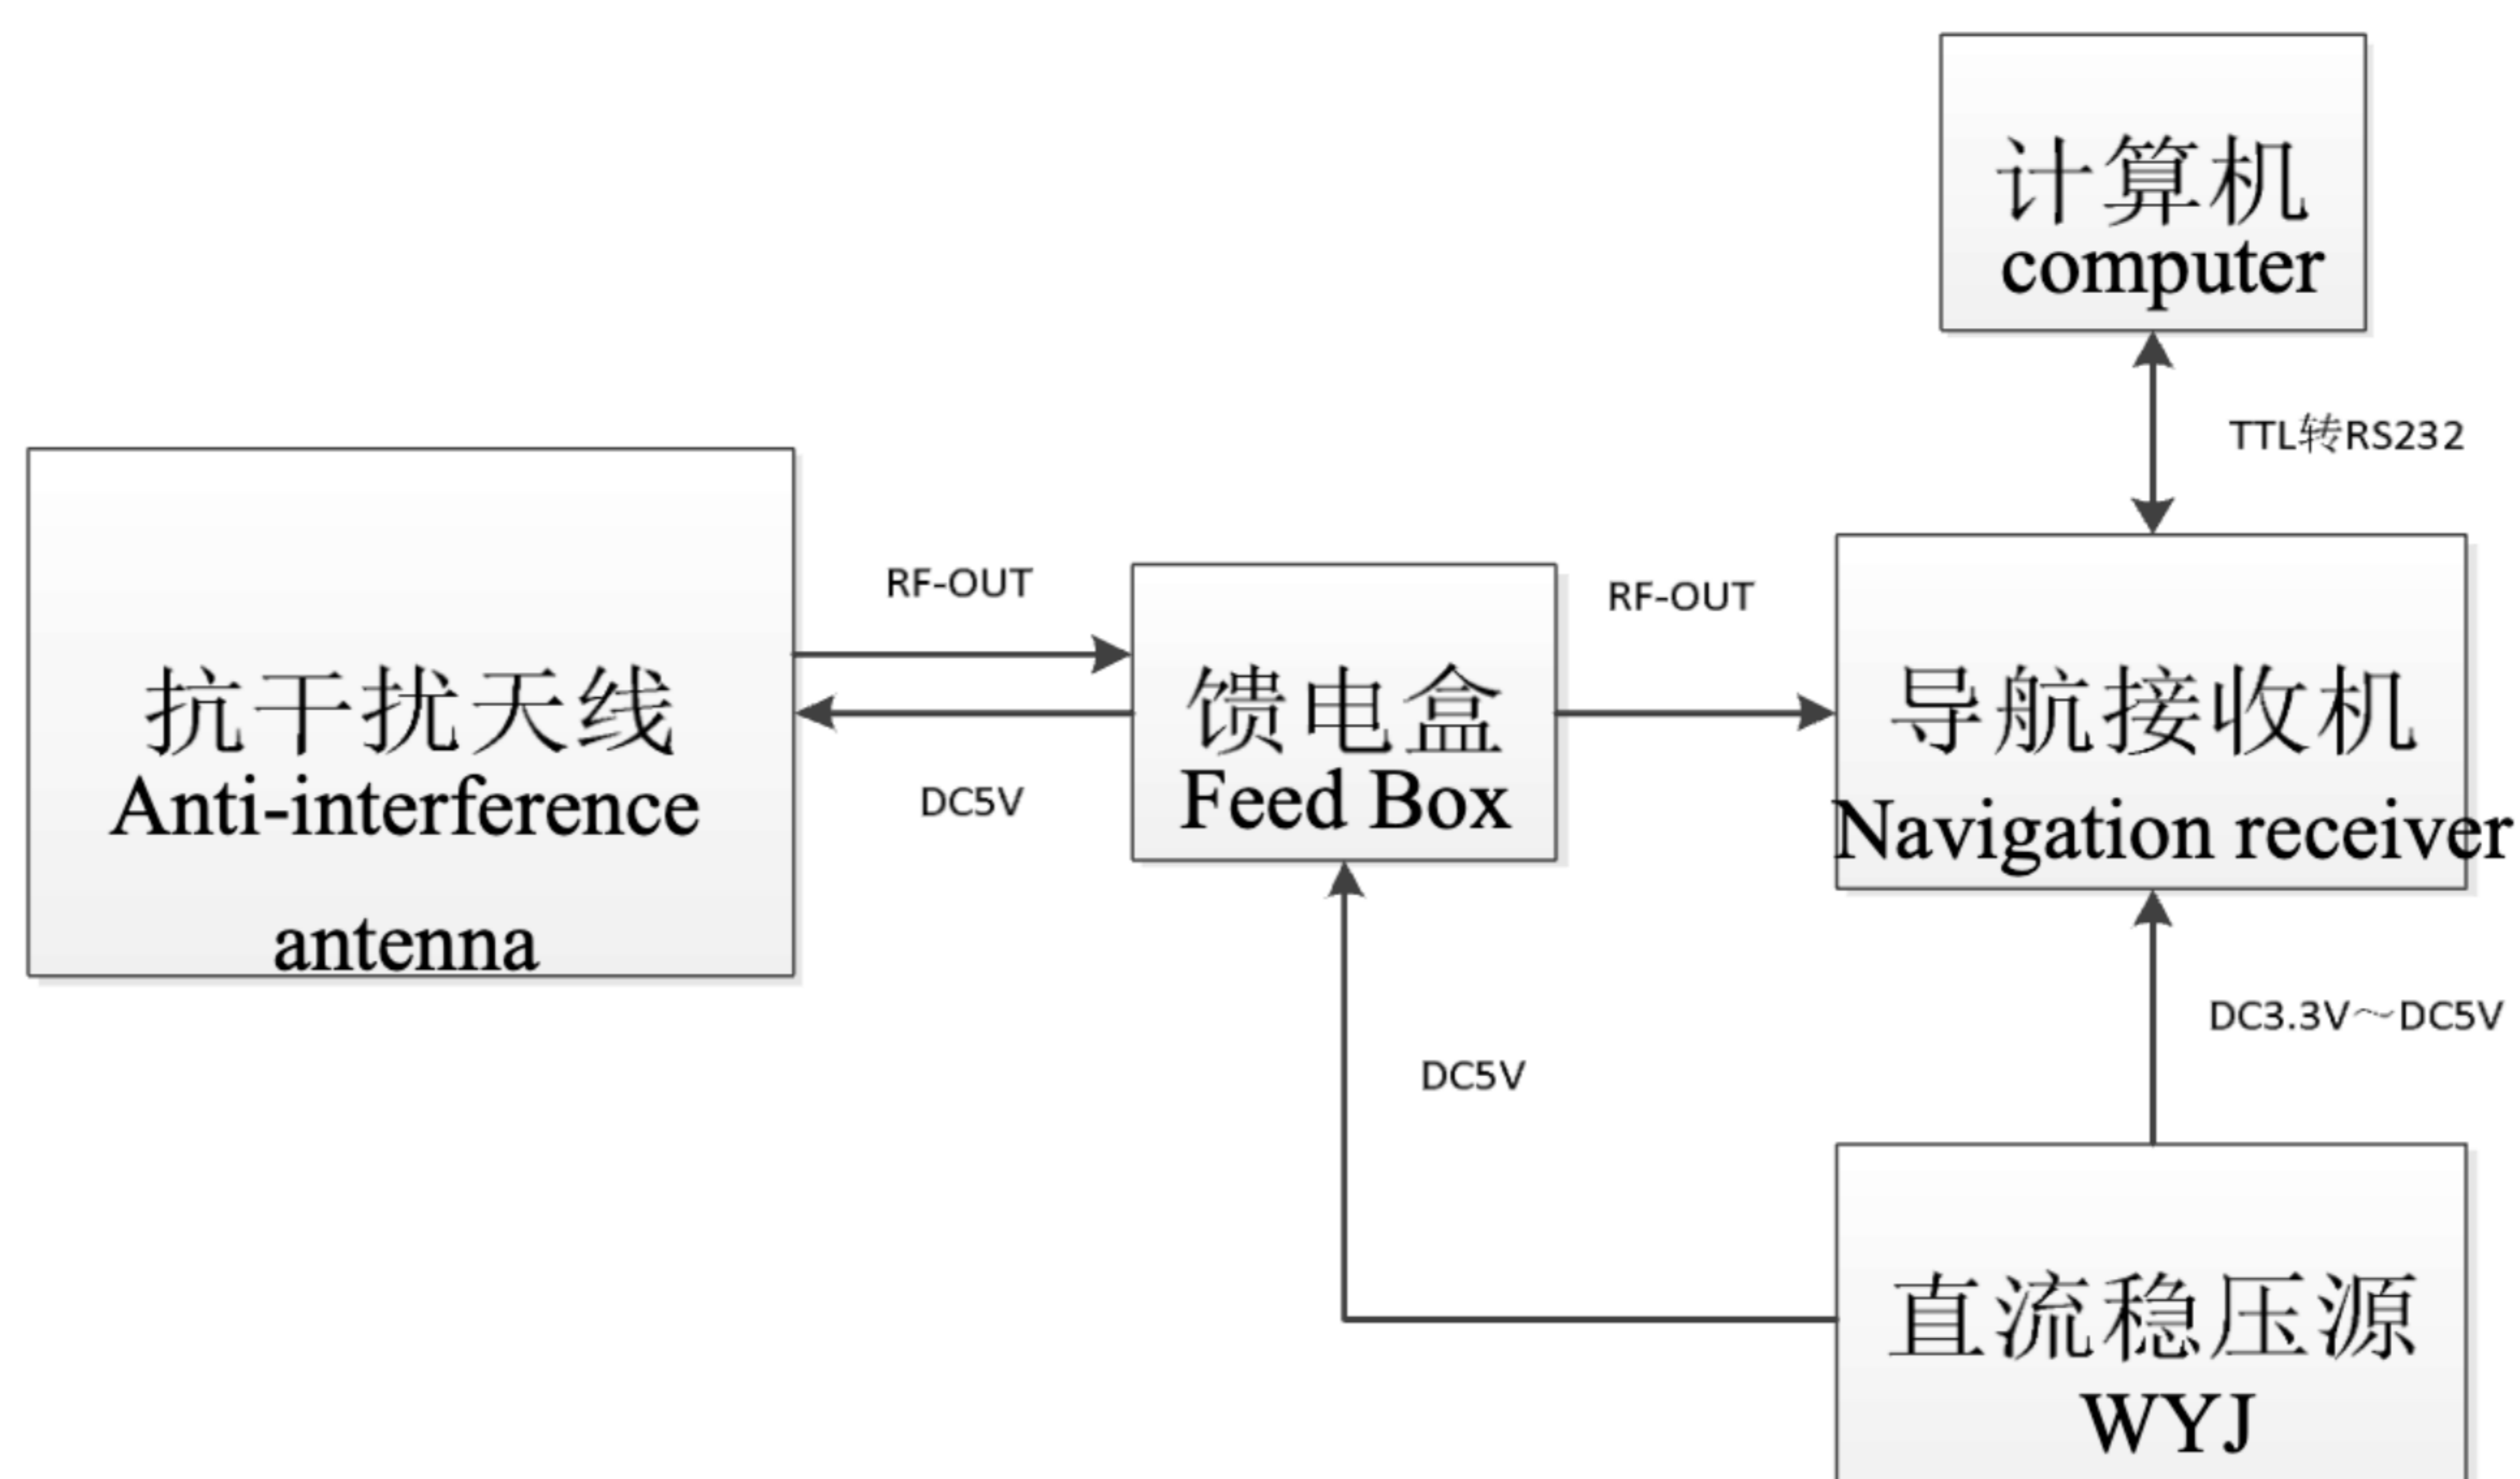 计算机
computer
TTL转RS232
RF-OUT
RF-OUT
抗干扰天线
Anti-interference
antenna
DC5V
馈电盒
Feed Box
导航接收机
Navigation receiver
DC3.3V～DC5V
DC5V
直流稳压源
WYJ